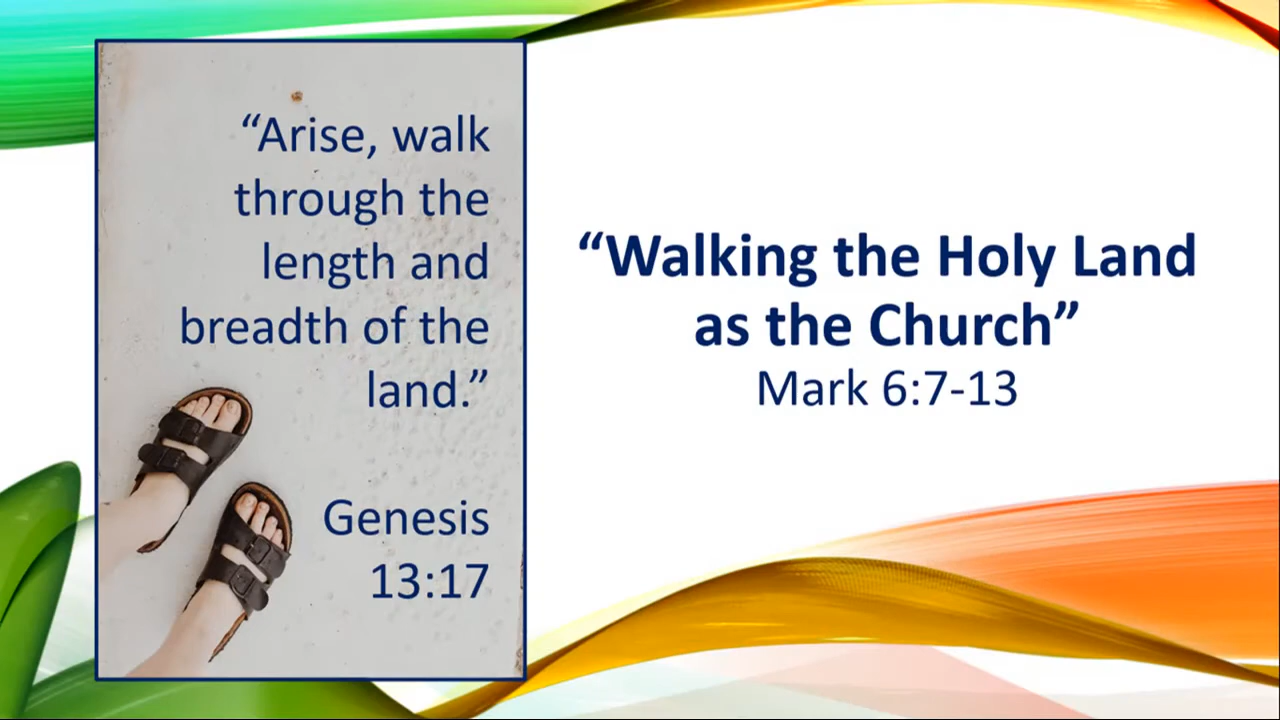 “Arise, walk
through the
length and
breadth of the
land.”
Genesis
13:17
“Walking the Holy Land
as the Church”
Mark 6:7-13